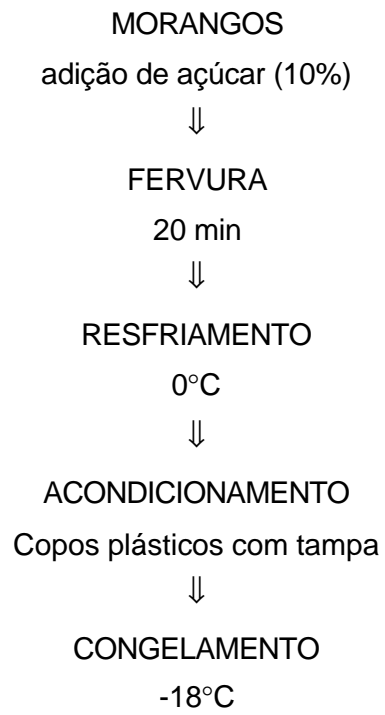 MORANGOS
adição de açúcar (10%)
⇓
FERVURA
20 min
⇓
RESFRIAMENTO
0°C
⇓
ACONDICIONAMENTO
Copos plásticos com tampa
⇓
CONGELAMENTO
-18°C